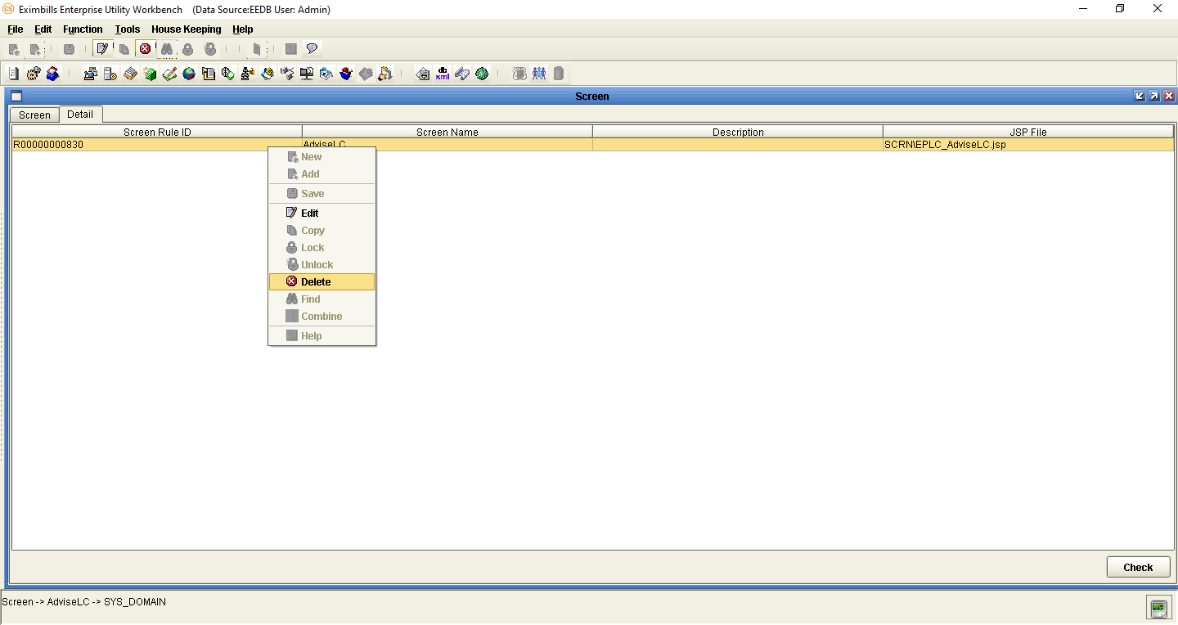 Eximbills Enterprise Utility Workbench (Data Source:EEDB User: Admin)
File Edit Function Tools House Keeping Help
xml
Screen
Screen Detail
Screen Rule ID Screen Name Description JSP File
R00000000830 AdviseLC SCRN\EPLC_AdviseLC.jsp
New
Add
Save
Edit
Copy
Lock
Unlock
Delete
Find
Combine
Help
Check
Screen -> AdviseLC -> SYS_DOMAIN